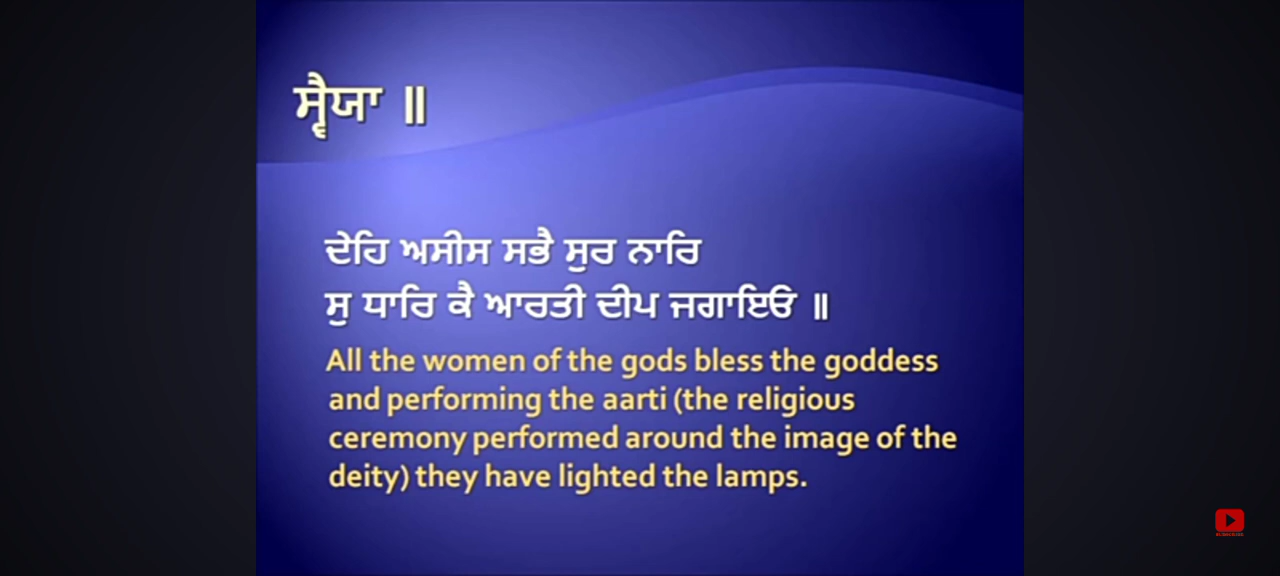 ਸ੍ਵੈਯਾ ॥
ਦੇਹਿ ਅਸੀਸ ਸਭੈ ਸੁਰ ਨਾਰਿ
ਸੁ ਧਾਰਿ ਕੈ ਆਰਤੀ ਦੀਪ ਜਗਾਇਓ ॥
All the women of the gods bless the goddess
and performing the aarti (the religious
ceremony performed around the image of the
deity) they have lighted the lamps.